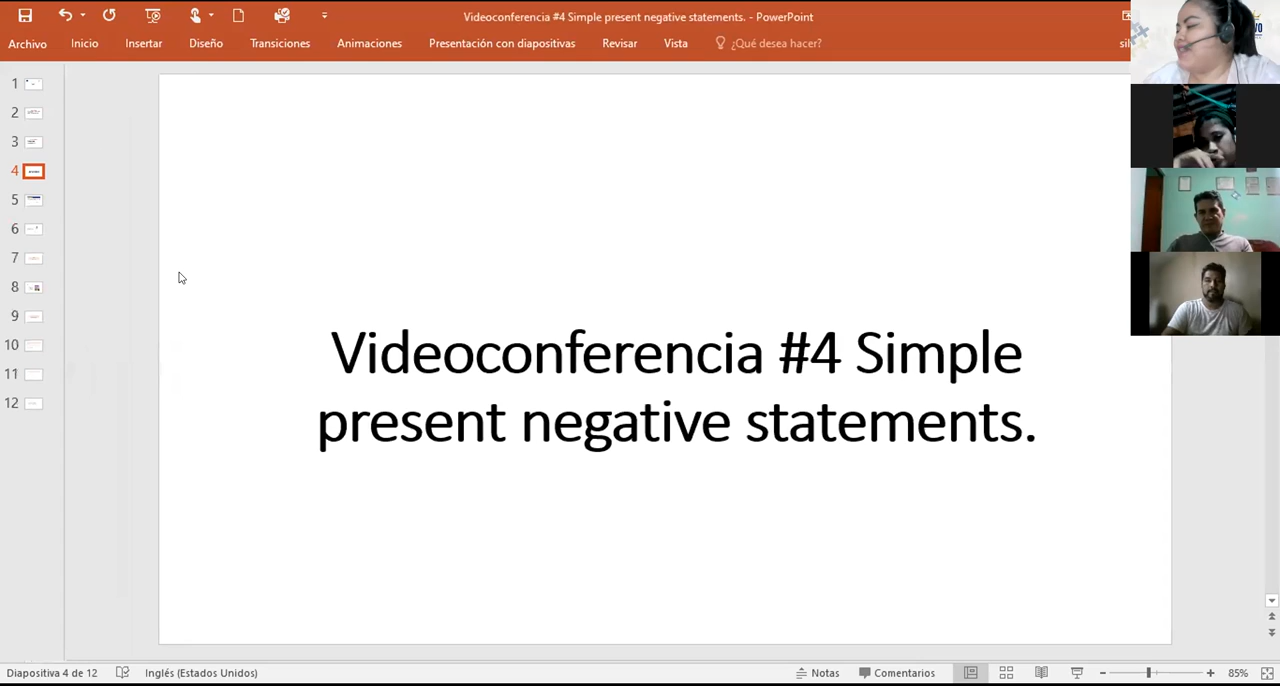 Videoconferencia #4 Simple present negative statements. - PowerPoint
Archivo Inicio Insertar Diseño Transiciones Animaciones Presentación con diapositivas Revisar Vista ¿Qué desea hacer?
1
2
3
4
5
6
7
8
9
10
11
12
Videoconferencia #4 Simple
present negative statements.
Diapositiva 4 de 12 Inglés (Estados Unidos) Notas Comentarios 85%